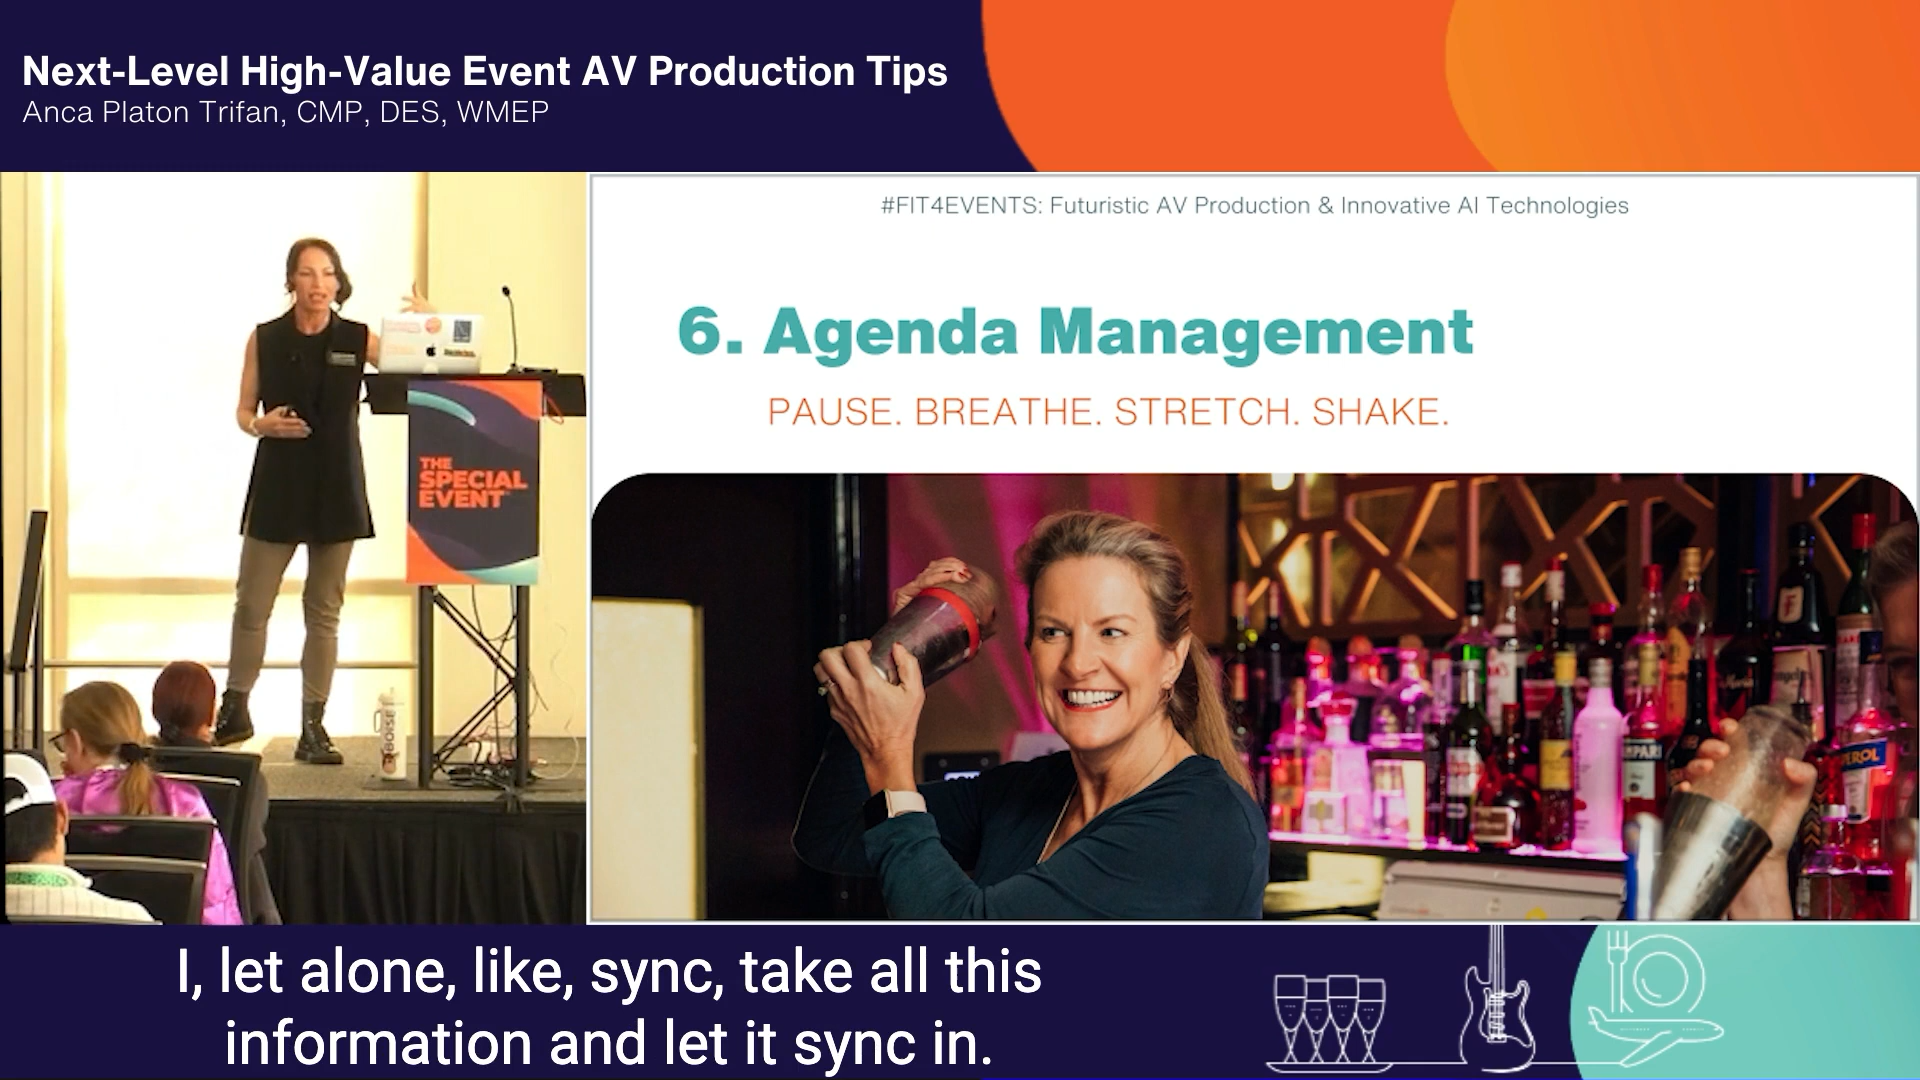 Next-Level High-Value Event AV Production Tips
Anca Platon Trifan, CMP, DES, WMEP
#FIT4EVENTS: Futuristic AV Production & Innovative AI Technologies
6. Agenda Management
PAUSE. BREATHE. STRETCH. SHAKE.
THE
SPECIAL
EVENT
I, let alone, like, sync, take all this
information and let it sync in.